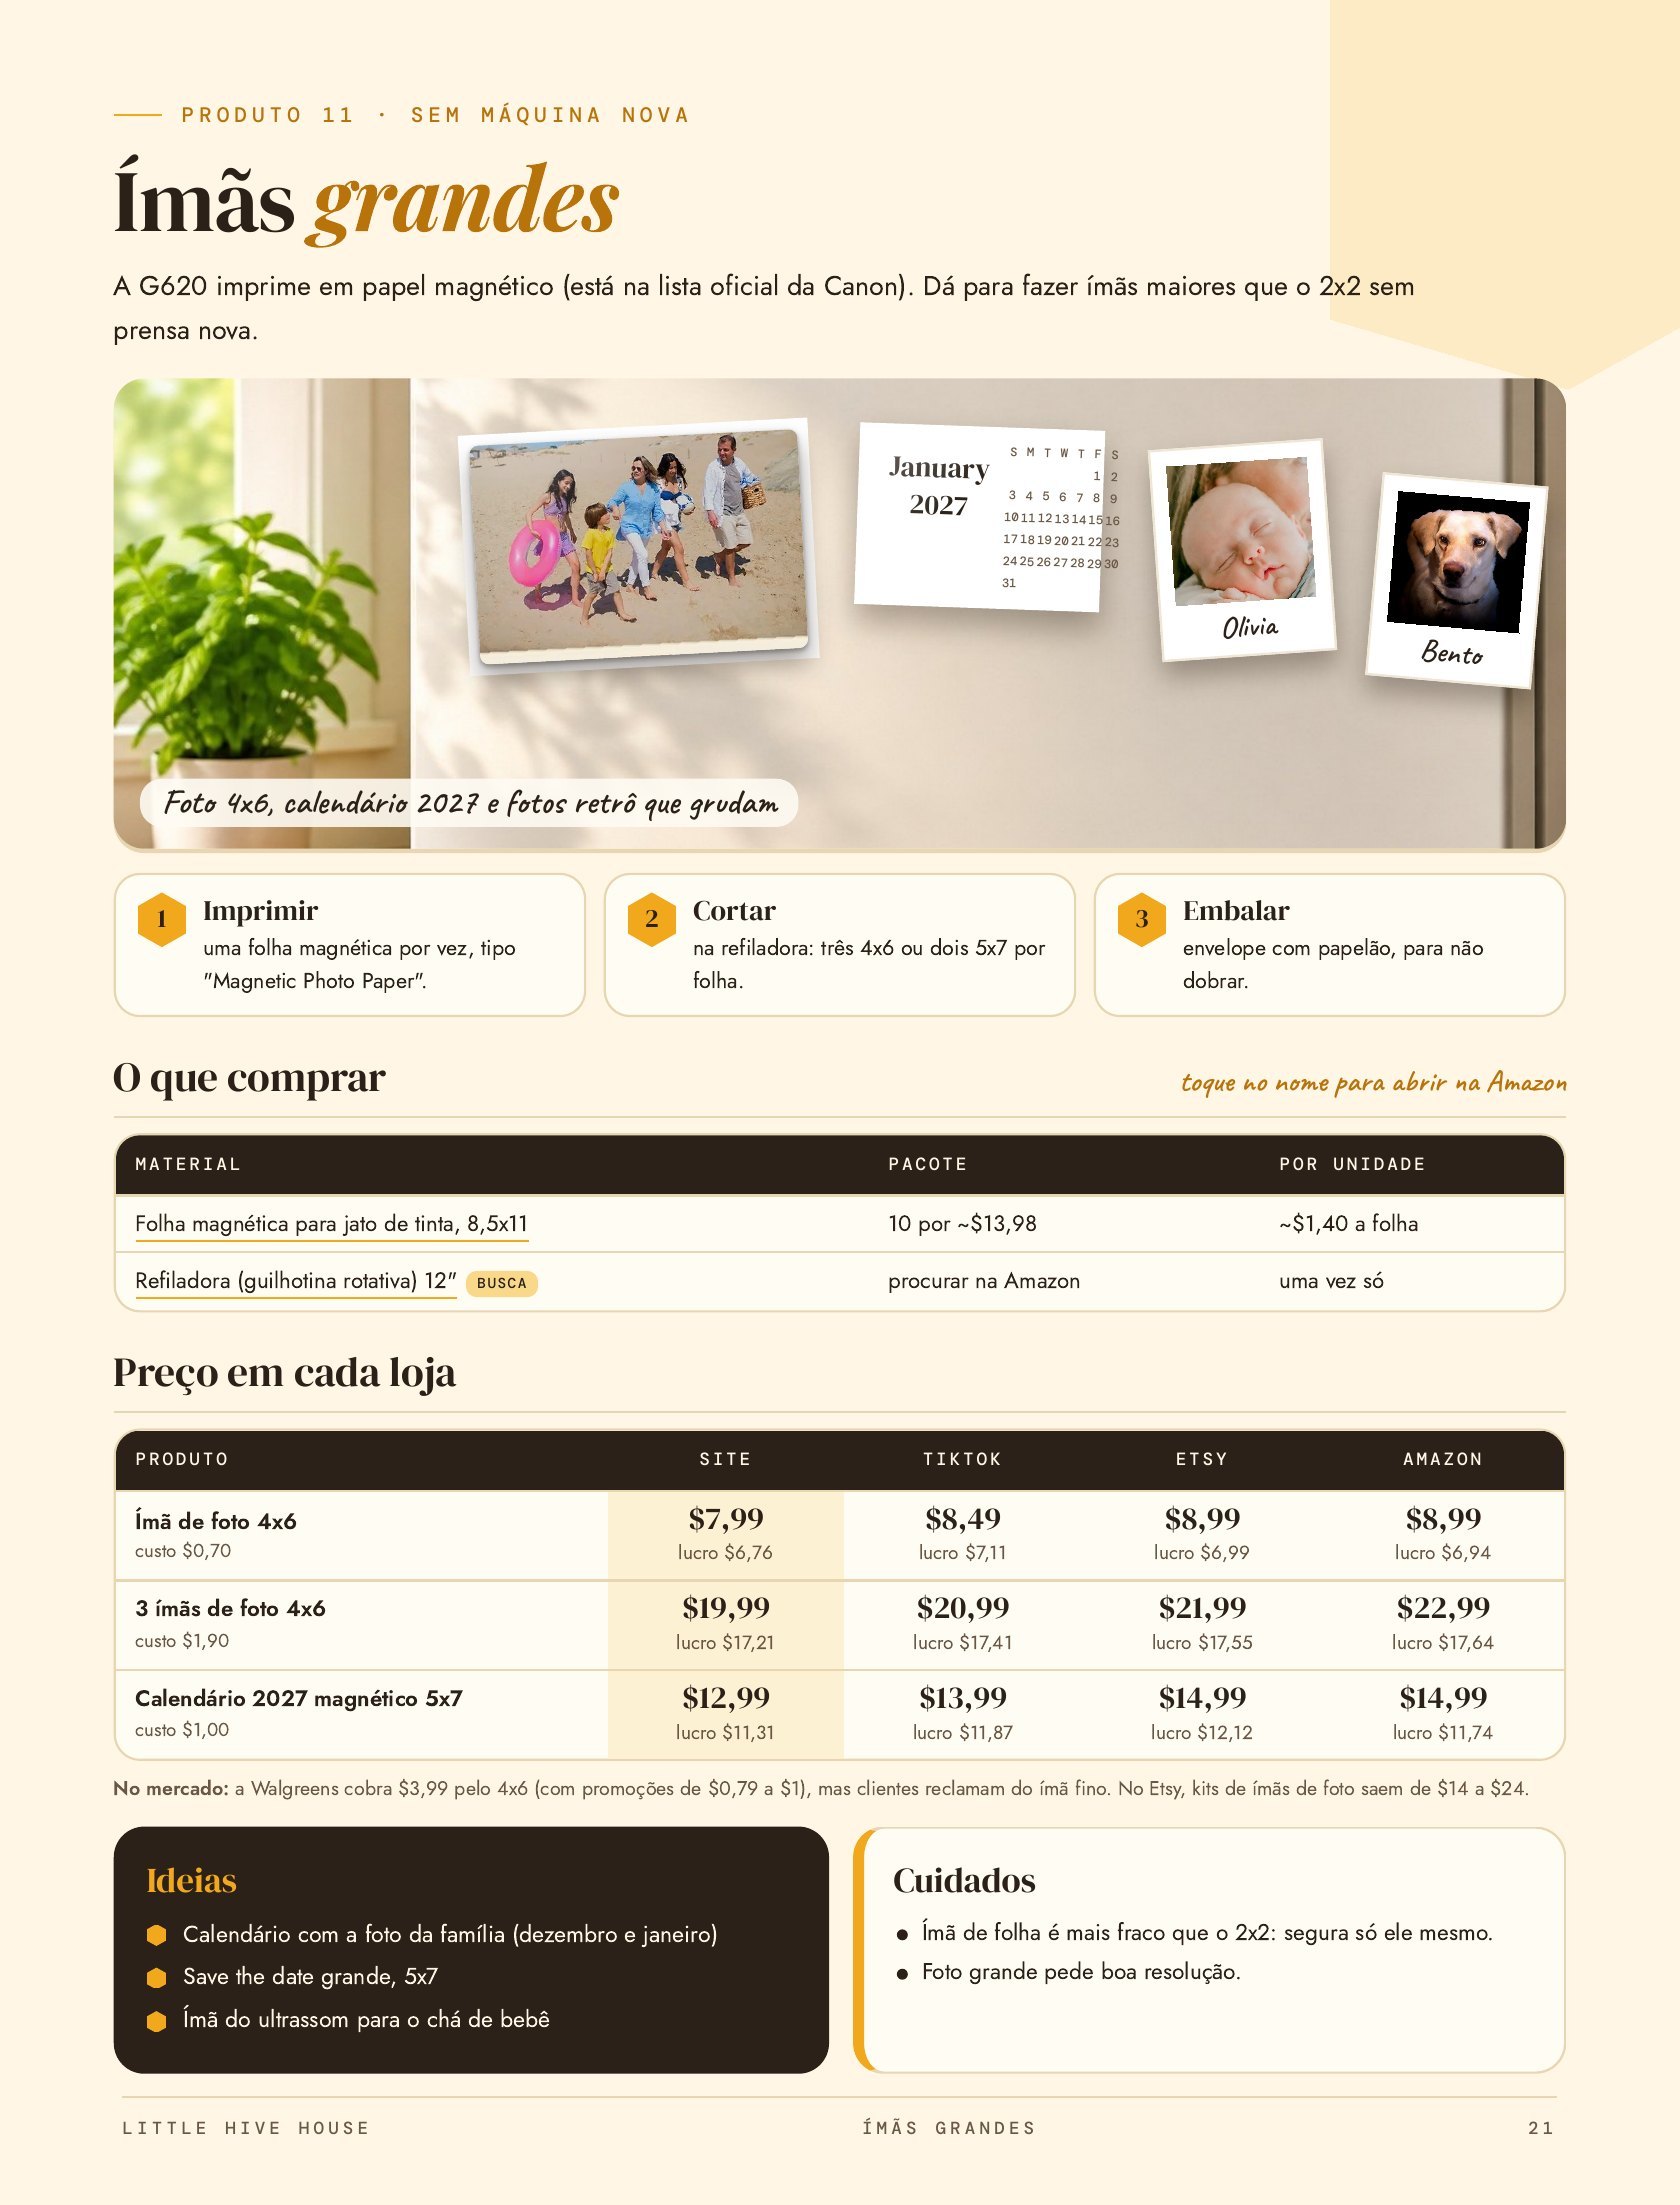 PRODUTO 11 · SEM MÁQUINA NOVA
Ímãs grandes
A G620 imprime em papel magnético (está na lista oficial da Canon). Dá para fazer ímãs maiores que o 2x2 sem
prensa nova.
January
2027
S M T W T F S
1 2
3 4 5 6 7 8 9
10 11 12 13 14 15 16
17 18 19 20 21 22 23
24 25 26 27 28 29 30
31
Olivia
Bento
Foto 4x6, calendário 2027 e fotos retrô que grudam
1 Imprimir
uma folha magnética por vez, tipo
"Magnetic Photo Paper".
2 Cortar
na refiladora: três 4x6 ou dois 5x7 por
folha.
3 Embalar
envelope com papelão, para não
dobrar.
O que comprar
toque no nome para abrir na Amazon
MATERIAL PACOTE POR UNIDADE
Folha magnética para jato de tinta, 8,5x11 10 por ~$13,98 ~$1,40 a folha
Refiladora (guilhotina rotativa) 12" BUSCA procurar na Amazon uma vez só
Preço em cada loja
PRODUTO SITE TIKTOK ETSY AMAZON
Ímã de foto 4x6 $7,99 $8,49 $8,99 $8,99
custo $0,70 lucro $6,76 lucro $7,11 lucro $6,99 lucro $6,94
3 ímãs de foto 4x6 $19,99 $20,99 $21,99 $22,99
custo $1,90 lucro $17,21 lucro $17,41 lucro $17,55 lucro $17,64
Calendário 2027 magnético 5x7 $12,99 $13,99 $14,99 $14,99
custo $1,00 lucro $11,31 lucro $11,87 lucro $12,12 lucro $11,74
No mercado: a Walgreens cobra $3,99 pelo 4x6 (com promoções de $0,79 a $1), mas clientes reclamam do ímã fino. No Etsy, kits de ímãs de foto saem de $14 a $24.
Ideias
Calendário com a foto da família (dezembro e janeiro)
Save the date grande, 5x7
Ímã do ultrassom para o chá de bebê
Cuidados
Ímã de folha é mais fraco que o 2x2: segura só ele mesmo.
Foto grande pede boa resolução.
LITTLE HIVE HOUSE ÍMÃS GRANDES 21